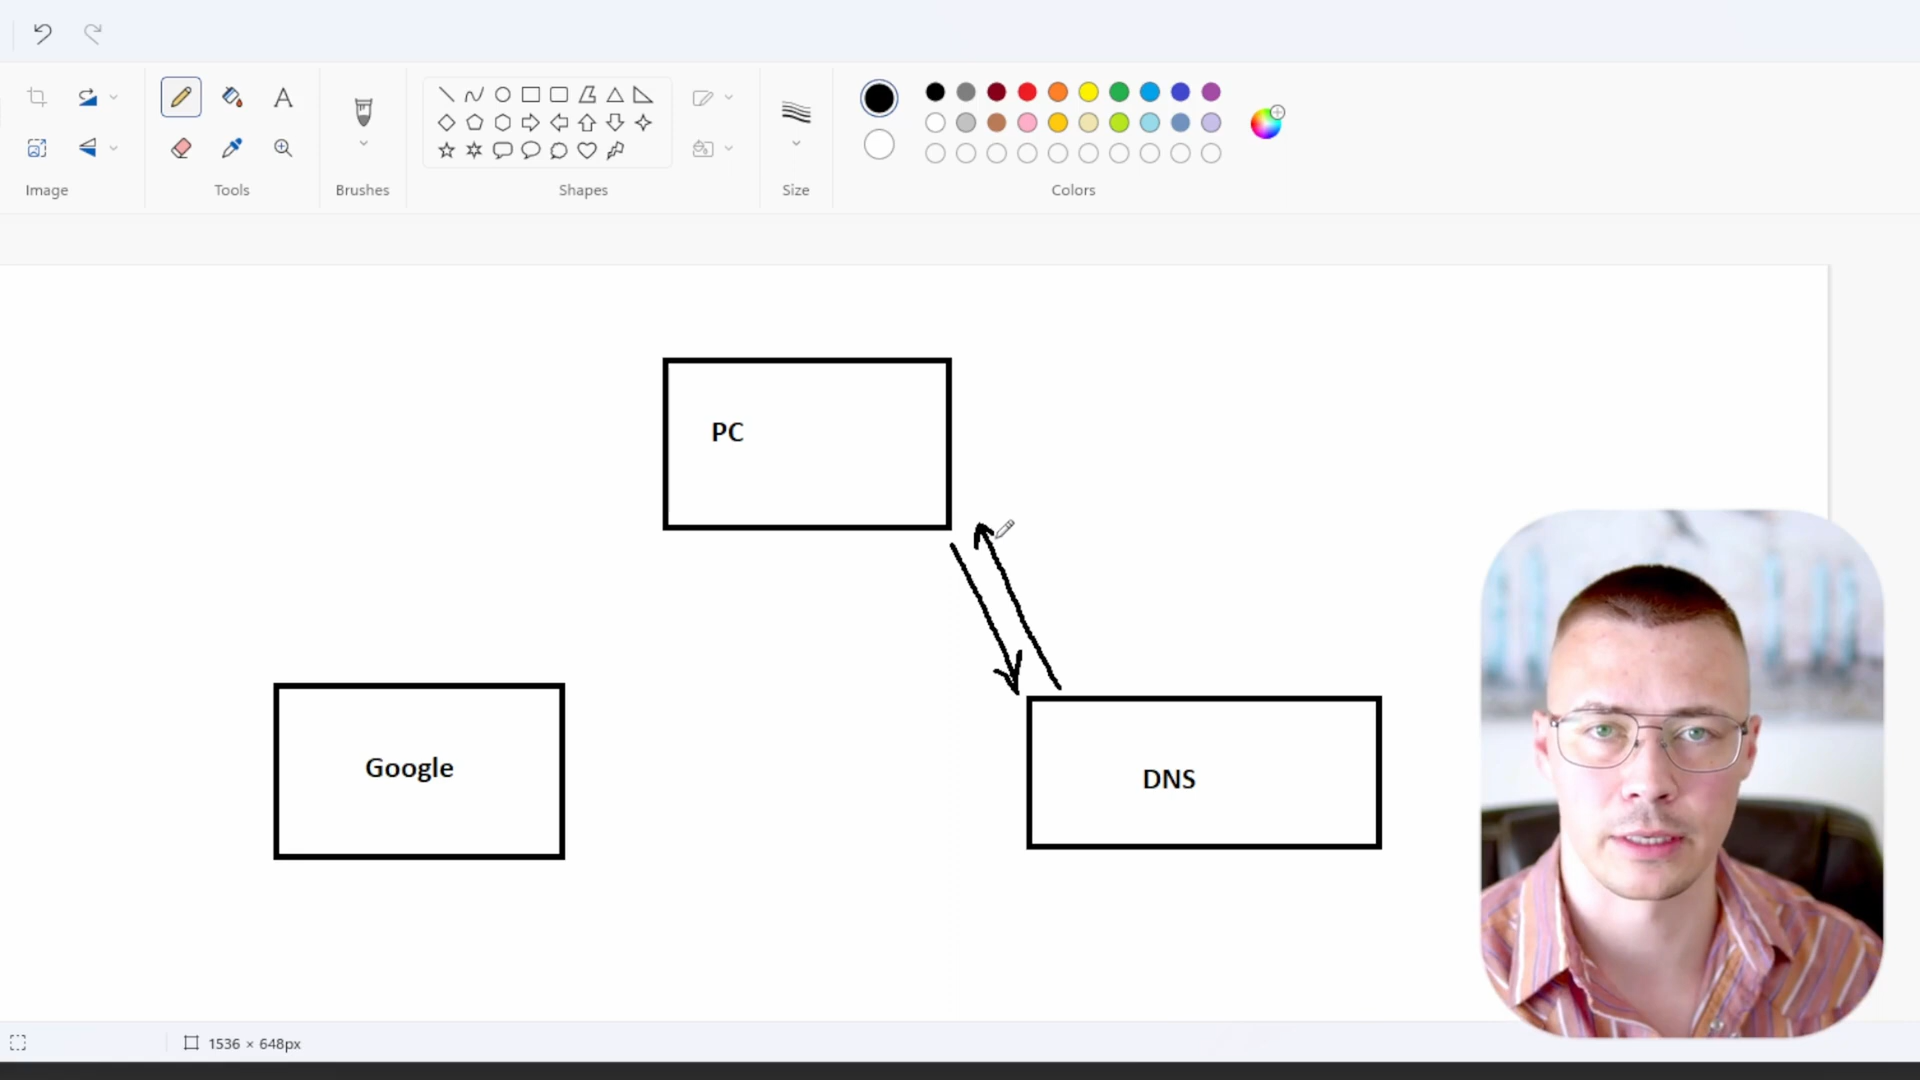 Image
Tools
Brushes
Shapes
Size
Colors
PC
Google
DNS
1536 × 648px